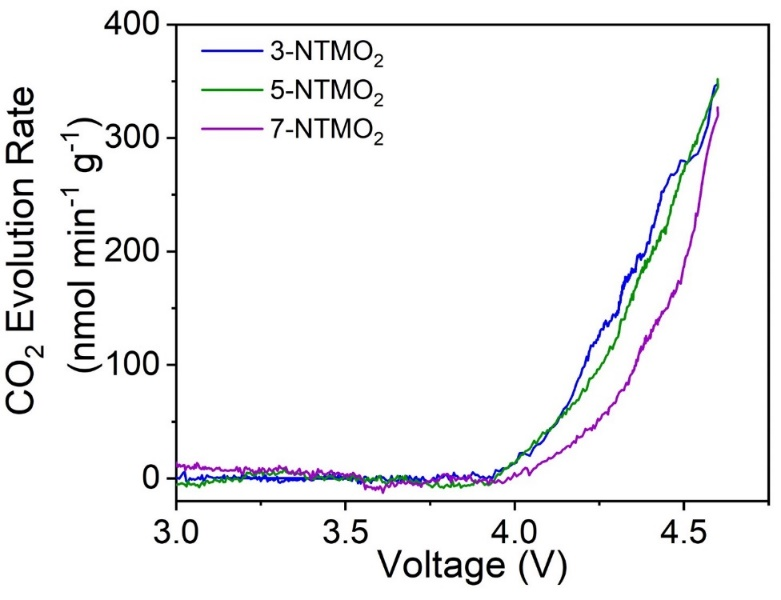 400
300
200
100
0
CO₂ Evolution Rate
(nmol min⁻¹ g⁻¹)
3-NTMO₂
5-NTMO₂
7-NTMO₂
3.0 3.5 4.0 4.5
Voltage (V)